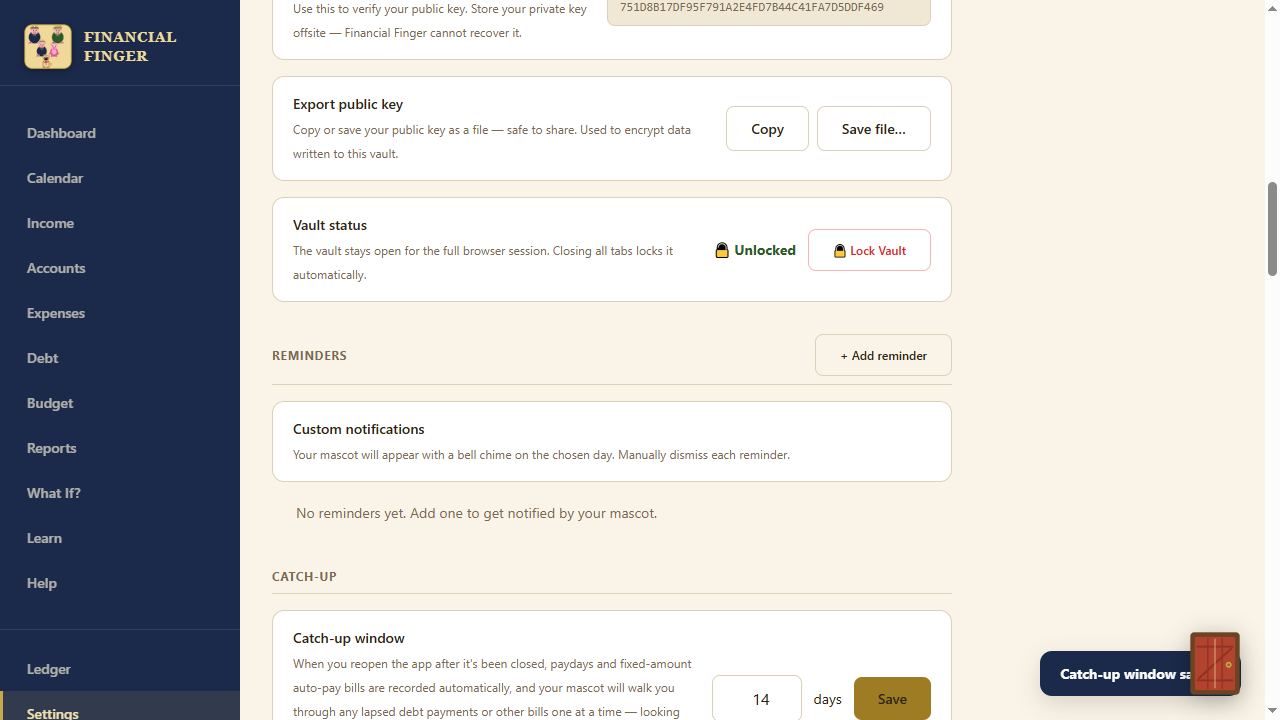 FINANCIAL
FINGER
Dashboard
Calendar
Income
Accounts
Expenses
Debt
Budget
Reports
What If?
Learn
Help
Ledger
Settings
Use this to verify your public key. Store your private key
offsite — Financial Finger cannot recover it.
751D8B17DF95F791A2E4FD7B44C41FA7D5DDF469
Export public key
Copy or save your public key as a file — safe to share. Used to encrypt data
written to this vault.
Copy
Save file...
Vault status
The vault stays open for the full browser session. Closing all tabs locks it
automatically.
Unlocked
Lock Vault
REMINDERS
+ Add reminder
Custom notifications
Your mascot will appear with a bell chime on the chosen day. Manually dismiss each reminder.
No reminders yet. Add one to get notified by your mascot.
CATCH-UP
Catch-up window
When you reopen the app after it's been closed, paydays and fixed-amount
auto-pay bills are recorded automatically, and your mascot will walk you
through any lapsed debt payments or other bills one at a time — looking
14
days
Save
Catch-up window